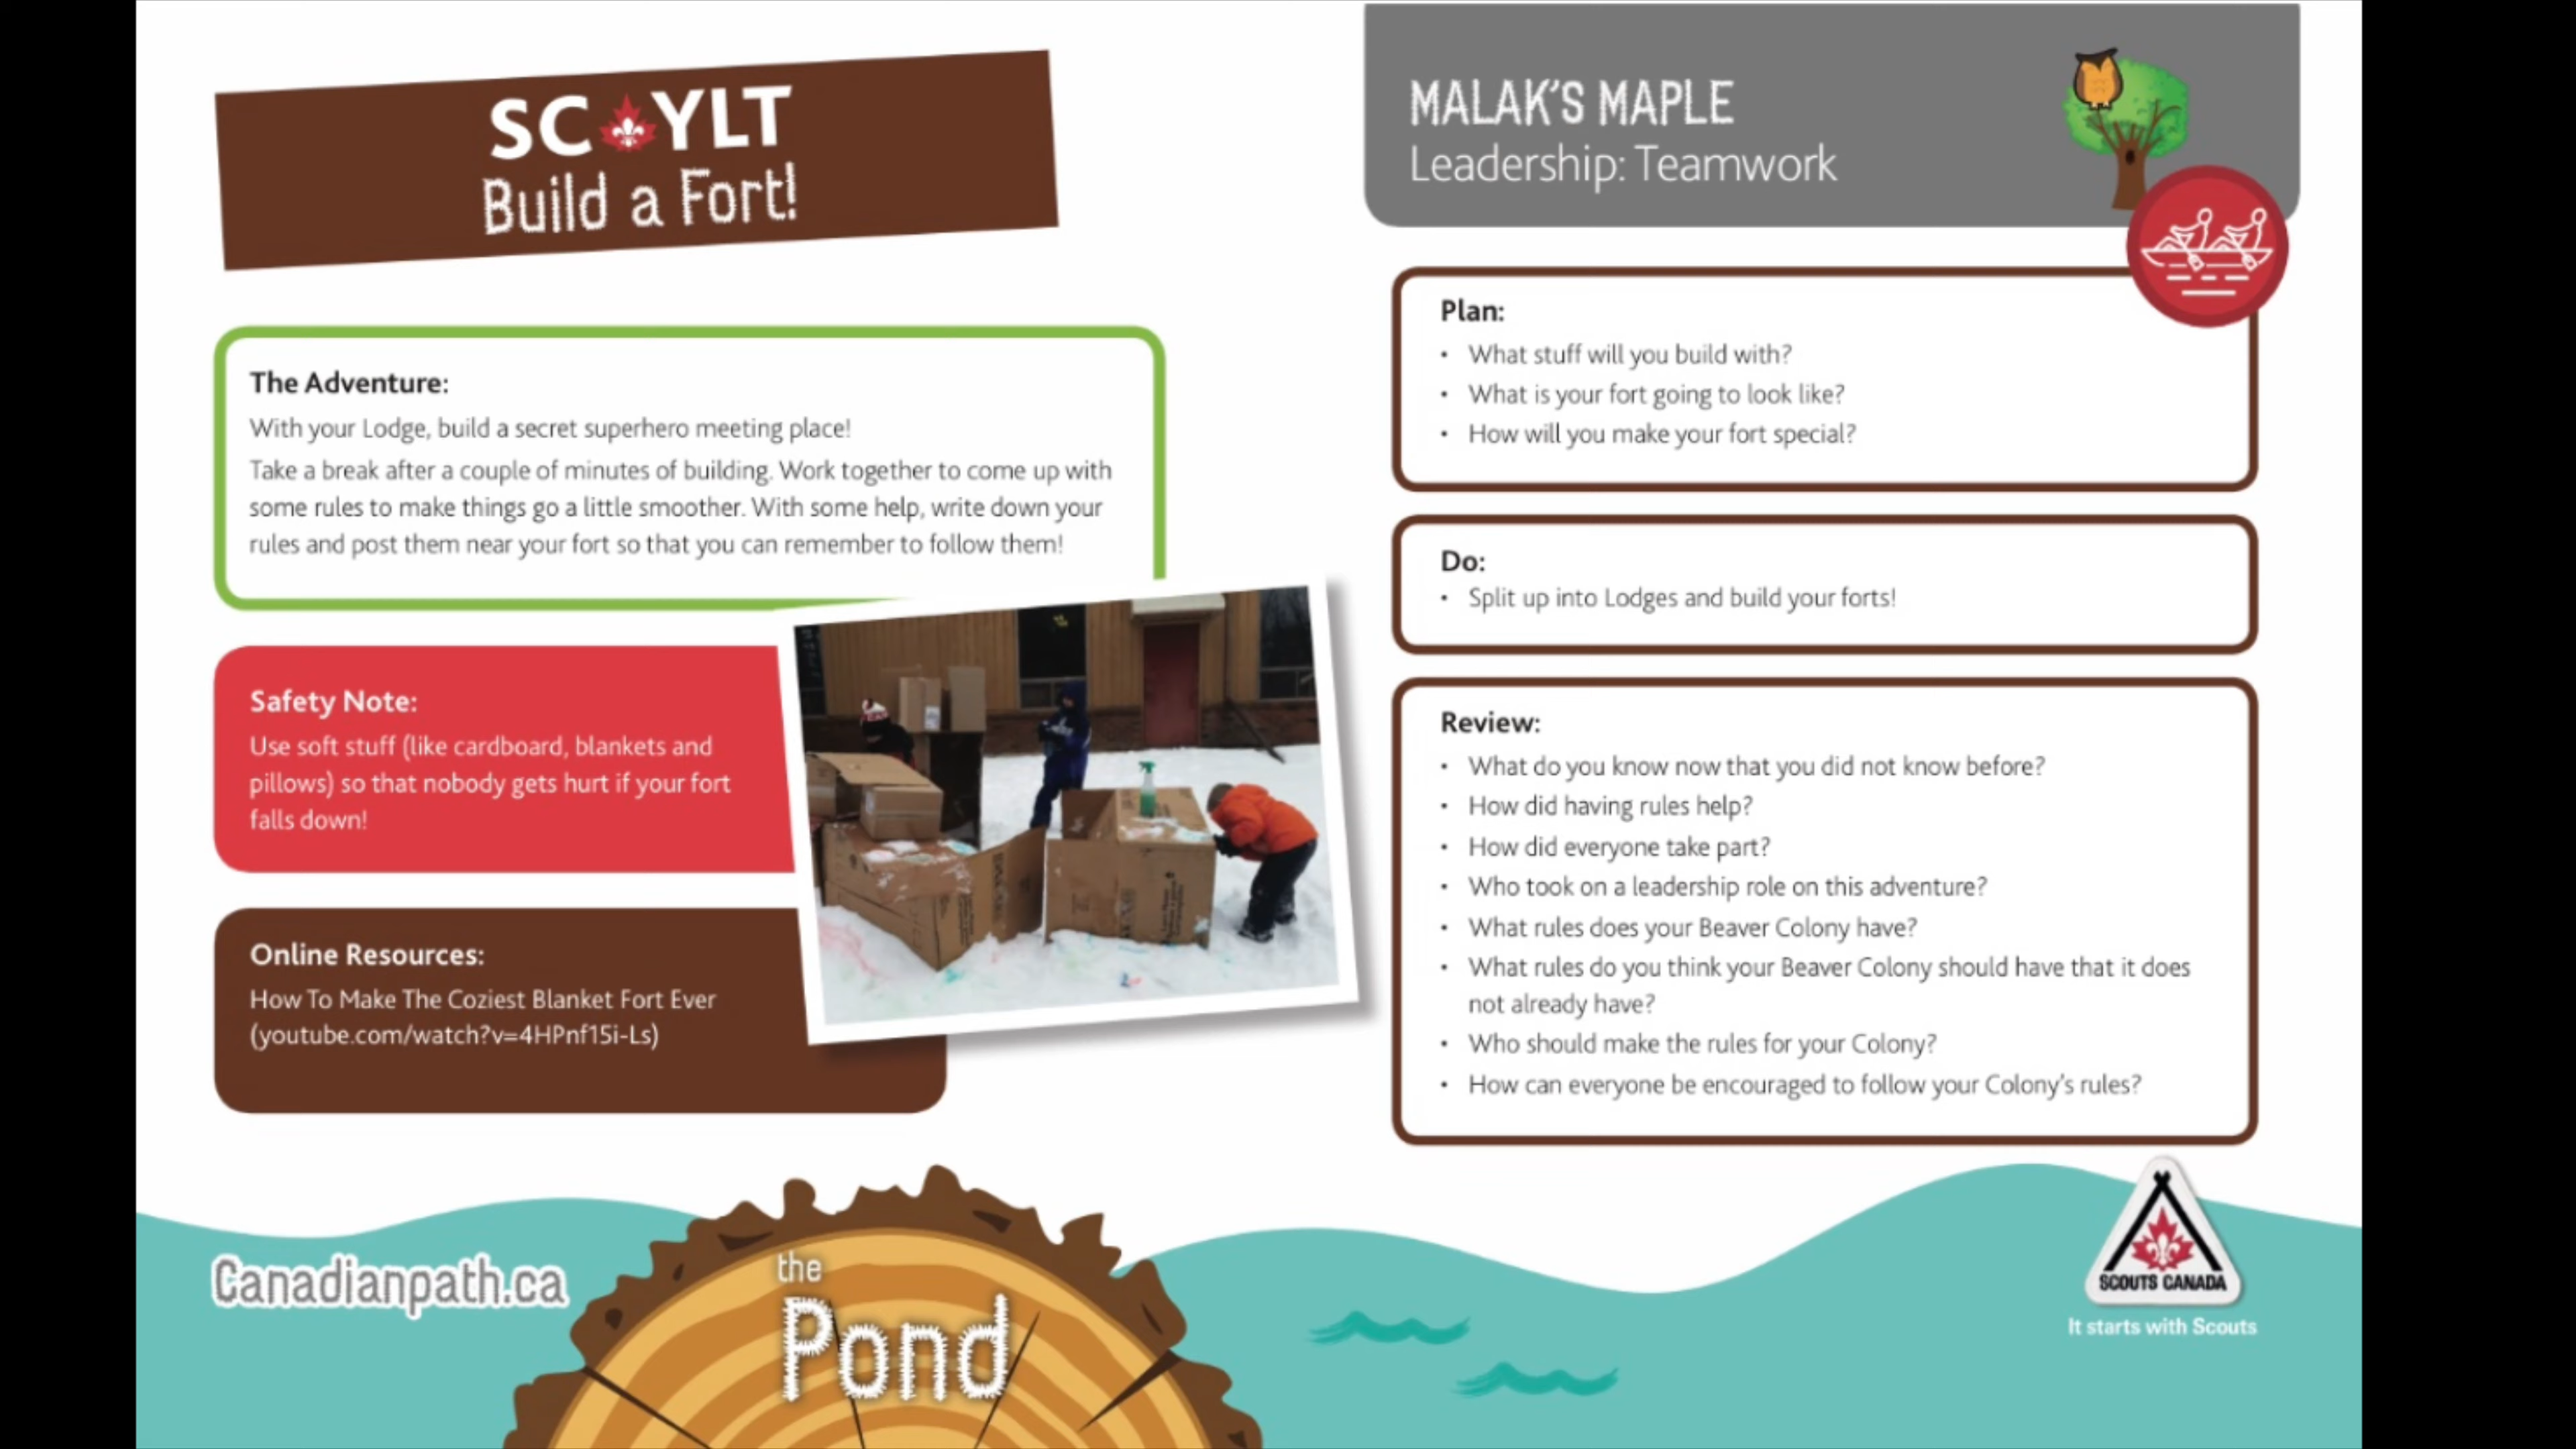 SC YLT
Build a Fort!
The Adventure:
With your Lodge, build a secret superhero meeting place!
Take a break after a couple of minutes of building. Work together to come up with
some rules to make things go a little smoother. With some help, write down your
rules and post them near your fort so that you can remember to follow them!
Safety Note:
Use soft stuff (like cardboard, blankets and
pillows) so that nobody gets hurt if your fort
falls down!
Online Resources:
How To Make The Coziest Blanket Fort Ever
(youtube.com/watch?v=4HPnf15i-Ls)
MALAK'S MAPLE
Leadership: Teamwork
Plan:
• What stuff will you build with?
• What is your fort going to look like?
• How will you make your fort special?
Do:
• Split up into Lodges and build your forts!
Review:
• What do you know now that you did not know before?
• How did having rules help?
• How did everyone take part?
• Who took on a leadership role on this adventure?
• What rules does your Beaver Colony have?
• What rules do you think your Beaver Colony should have that it does
not already have?
• Who should make the rules for your Colony?
• How can everyone be encouraged to follow your Colony's rules?
Canadianpath.ca
the
Pond
SCOUTS CANADA
It starts with Scouts